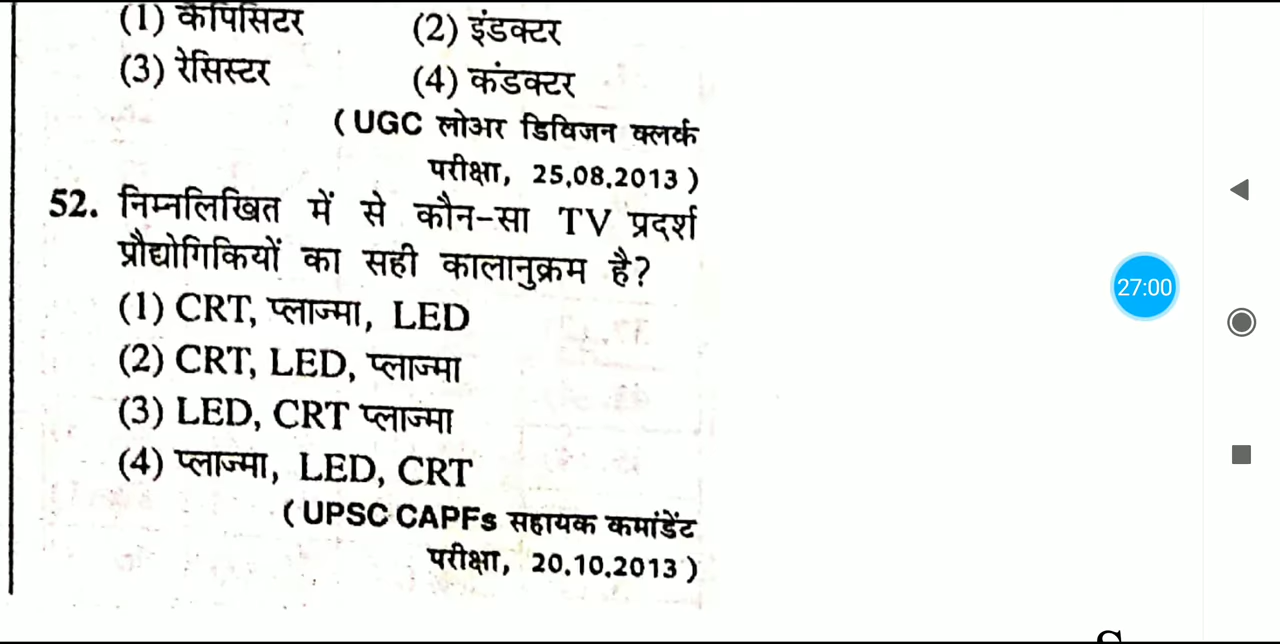 (1) कैपिसिटर (2) इंडक्टर
(3) रेसिस्टर (4) कंडक्टर
(UGC लोअर डिविजन क्लर्क
परीक्षा, 25.08.2013)
52. निम्नलिखित में से कौन-सा TV प्रदर्श
प्रौद्योगिकियों का सही कालानुक्रम है?
(1) CRT, प्लाज्मा, LED
(2) CRT, LED, प्लाज्मा
(3) LED, CRT प्लाज्मा
(4) प्लाज्मा, LED, CRT
(UPSC CAPFs सहायक कमांडेंट
परीक्षा, 20.10.2013)
27:00